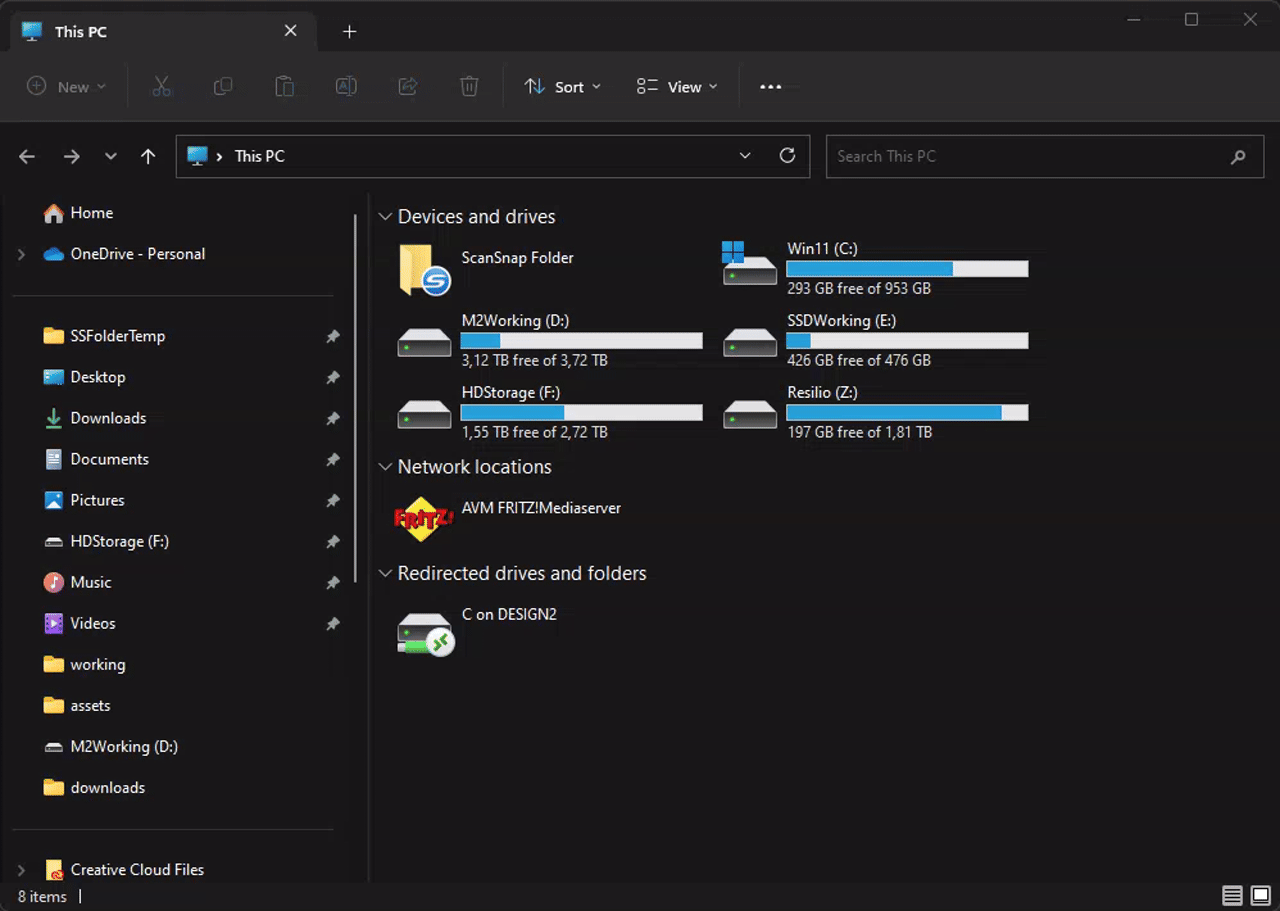 This PC
New
Sort
View
This PC
Search This PC
Home
OneDrive - Personal
SSFolderTemp
Desktop
Downloads
Documents
Pictures
HDStorage (F:)
Music
Videos
working
assets
M2Working (D:)
downloads
Creative Cloud Files
Devices and drives
ScanSnap Folder
Win11 (C:)
293 GB free of 953 GB
M2Working (D:)
3,12 TB free of 3,72 TB
SSDWorking (E:)
426 GB free of 476 GB
HDStorage (F:)
1,55 TB free of 2,72 TB
Resilio (Z:)
197 GB free of 1,81 TB
Network locations
FRITZ!
AVM FRITZ!Mediaserver
Redirected drives and folders
C on DESIGN2
8 items